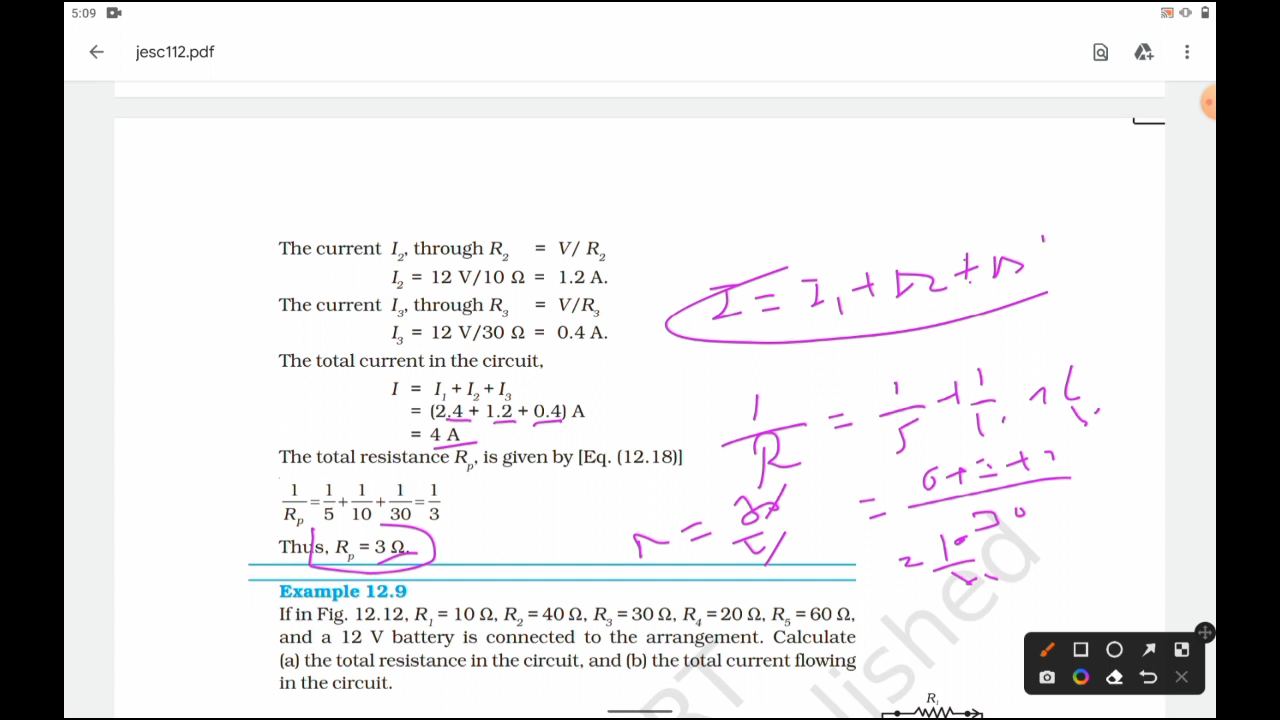 5:09
jesc112.pdf
The current I₂, through R₂ = V/ R₂
I₂ = 12 V/10 Ω = 1.2 A.
The current I₃, through R₃ = V/R₃
I₃ = 12 V/30 Ω = 0.4 A.
The total current in the circuit,
I = I₁ + I₂ + I₃
= (2.4 + 1.2 + 0.4) A
= 4 A
The total resistance Rₚ, is given by [Eq. (12.18)]
1/Rₚ = 1/5 + 1/10 + 1/30 = 1/3
Thus, Rₚ = 3 Ω.
Example 12.9
If in Fig. 12.12, R₁ = 10 Ω, R₂ = 40 Ω, R₃ = 30 Ω, R₄ = 20 Ω, R₅ = 60 Ω,
and a 12 V battery is connected to the arrangement. Calculate
(a) the total resistance in the circuit, and (b) the total current flowing
in the circuit.
R₁
I = I₁ +
1/R = 1/5 +